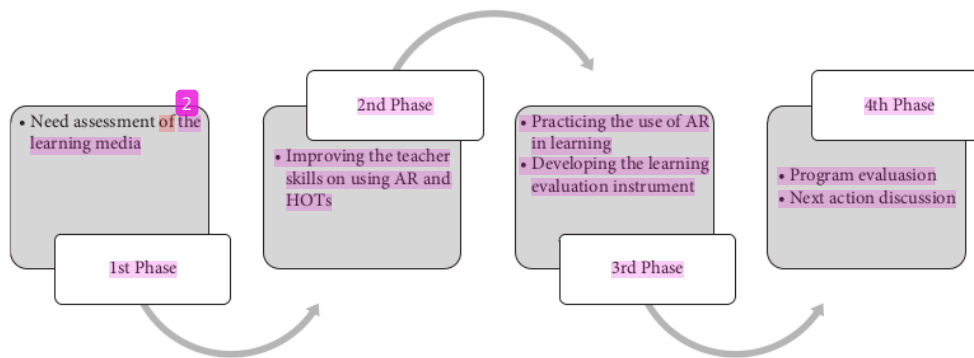 2
• Need assessment of the
learning media
1st Phase
2nd Phase
• Improving the teacher
skills on using AR and
HOTs
• Practicing the use of AR
in learning
• Developing the learning
evaluation instrument
3rd Phase
4th Phase
• Program evaluasion
• Next action discussion